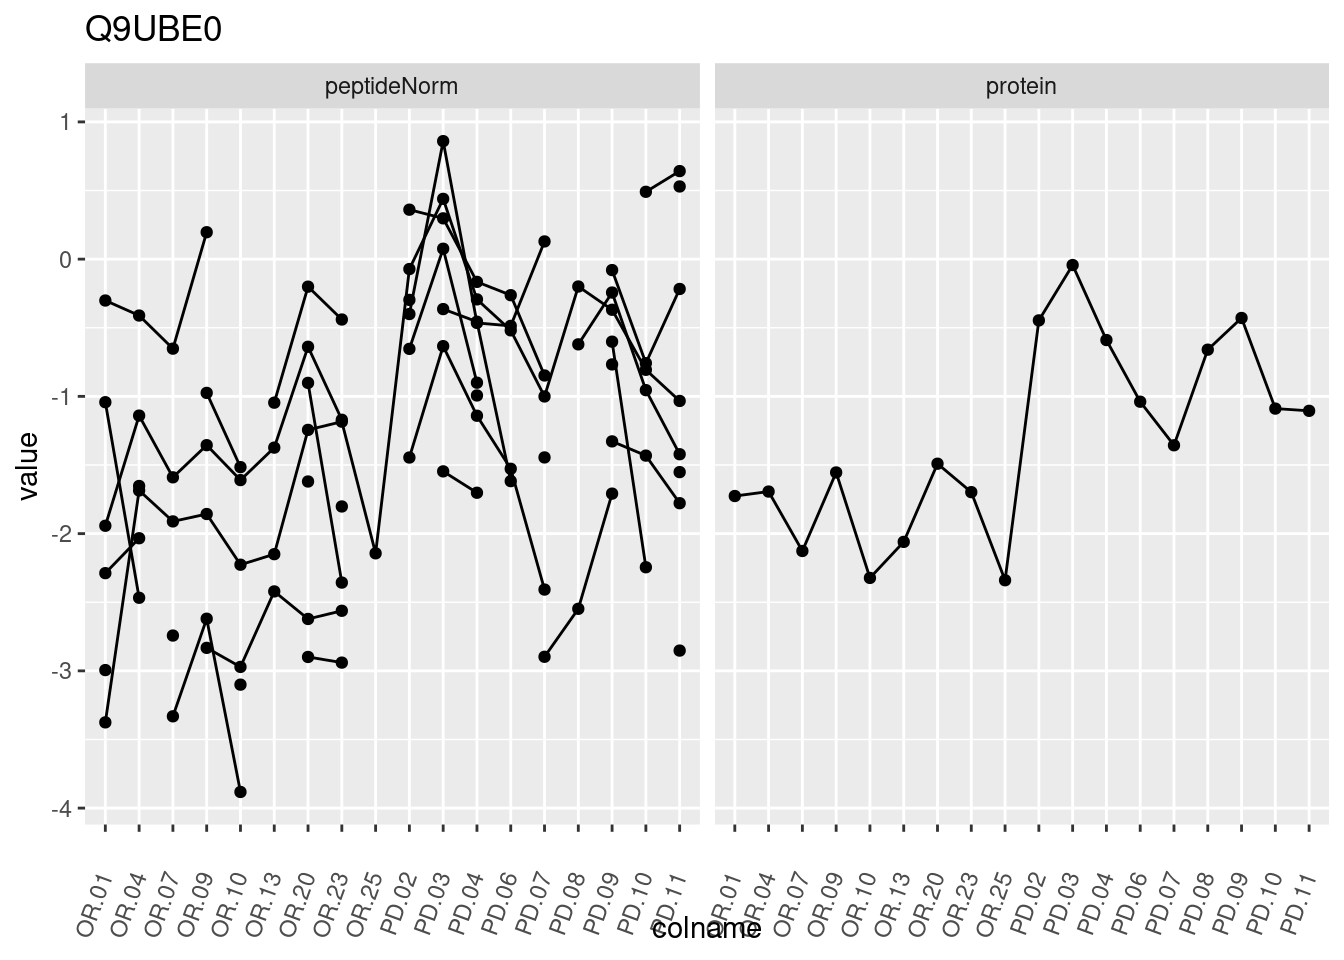 Q9UBE0
peptideNorm
protein
value
1
0
-1
-2
-3
-4
OR.01 OR.04 OR.07 OR.09 OR.10 OR.13 OR.20 OR.23 OR.25 PD.02 PD.03 PD.04 PD.06 PD.07 PD.08 PD.09 PD.10 PD.11
OR.01 OR.04 OR.07 OR.09 OR.10 OR.13 OR.20 OR.23 OR.25 PD.02 PD.03 PD.04 PD.06 PD.07 PD.08 PD.09 PD.10 PD.11
colname